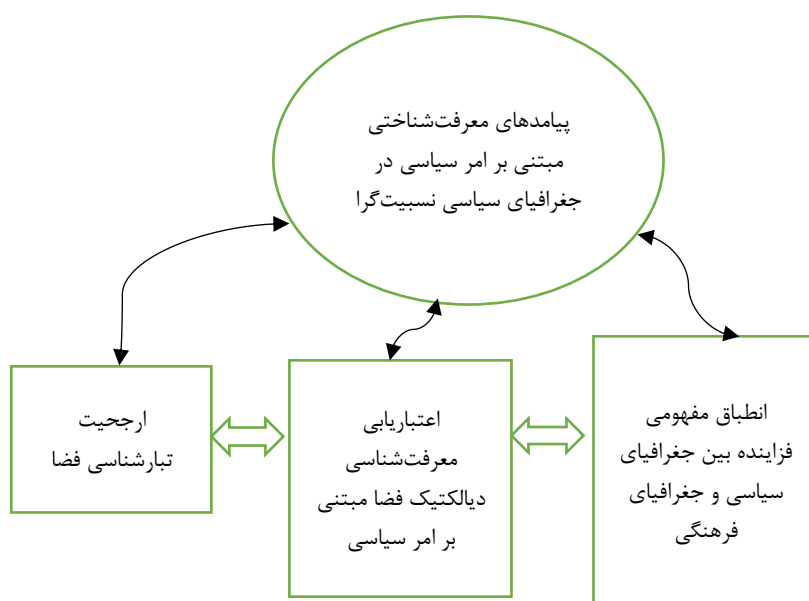 پیامدهای معرفت‌شناختی
مبتنی بر امر سیاسی در
جغرافیای سیاسی نسبیت‌گرا
انطباق مفهومی
فزاینده بین جغرافیای
سیاسی و جغرافیای
فرهنگی
اعتباریابی
معرفت‌شناسی
دیالکتیک فضا مبتنی
بر امر سیاسی
ارجحیت
تبارشناسی فضا